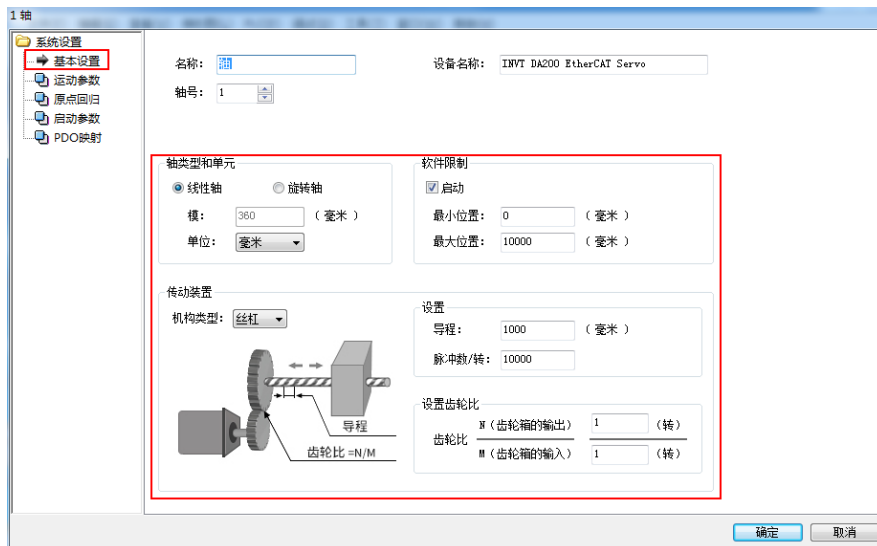 1 轴
系统设置
基本设置
运动参数
原点回归
启动参数
PDO映射
名称: 轴
设备名称: INVT DA200 EtherCAT Servo
轴号: 1
轴类型和单元
线性轴 旋转轴
模: 360 (毫米)
单位: 毫米
软件限制
启动
最小位置: 0 (毫米)
最大位置: 10000 (毫米)
传动装置
机构类型: 丝杠
导程
齿轮比 =N/M
设置
导程: 1000 (毫米)
脉冲数/转: 10000
设置齿轮比
N(齿轮箱的输出) 1 (转)
齿轮比
M(齿轮箱的输入) 1 (转)
确定 取消